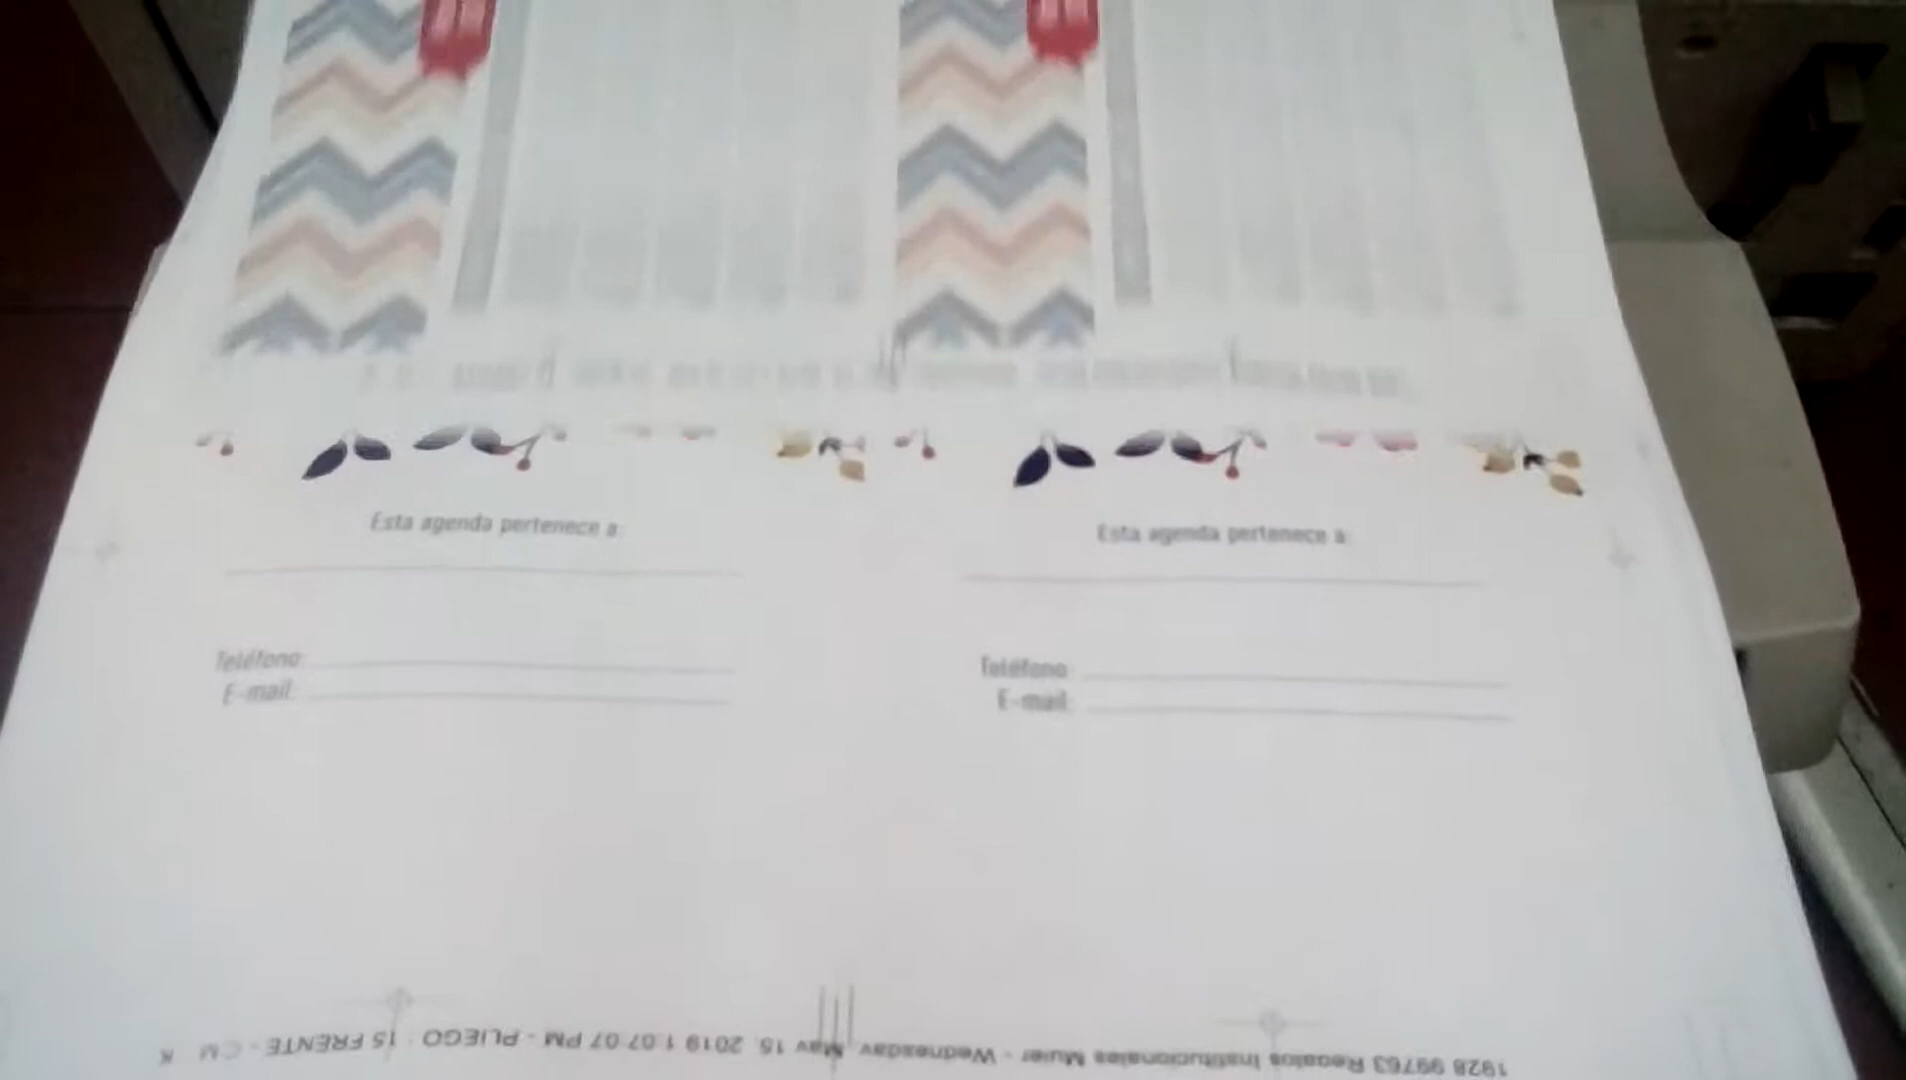 Esta agenda pertenece a:
Teléfono:
E-mail:
Esta agenda pertenece a:
Teléfono:
E-mail:
1928 99763 Regalos Institucionales Mujer - Wednesday, May 15, 2019 1:07:07 PM - PLIEGO : 15 FRENTE - CM K